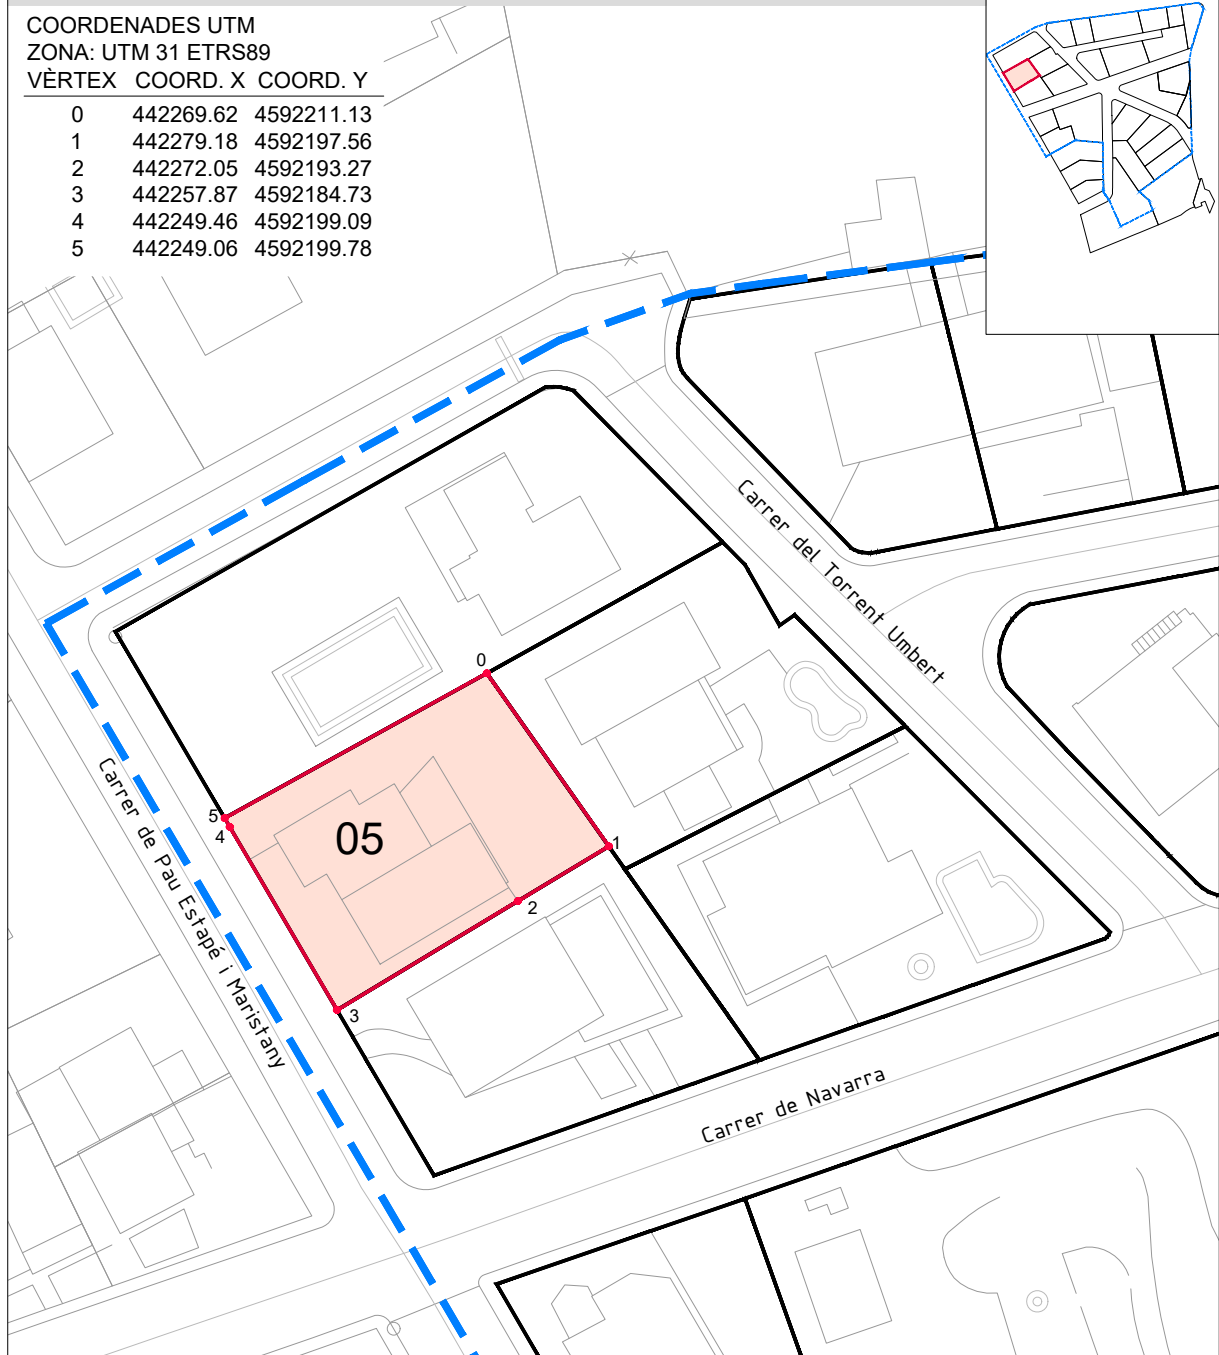 COORDENADES UTM
ZONA: UTM 31 ETRS89
VÈRTEX COORD. X COORD. Y
0 442269.62 4592211.13
1 442279.18 4592197.56
2 442272.05 4592193.27
3 442257.87 4592184.73
4 442249.46 4592199.09
5 442249.06 4592199.78
Carrer del Torrent Umbert
0
5
4
05
1
2
3
Carrer de Pau Estapé i Maristany
Carrer de Navarra